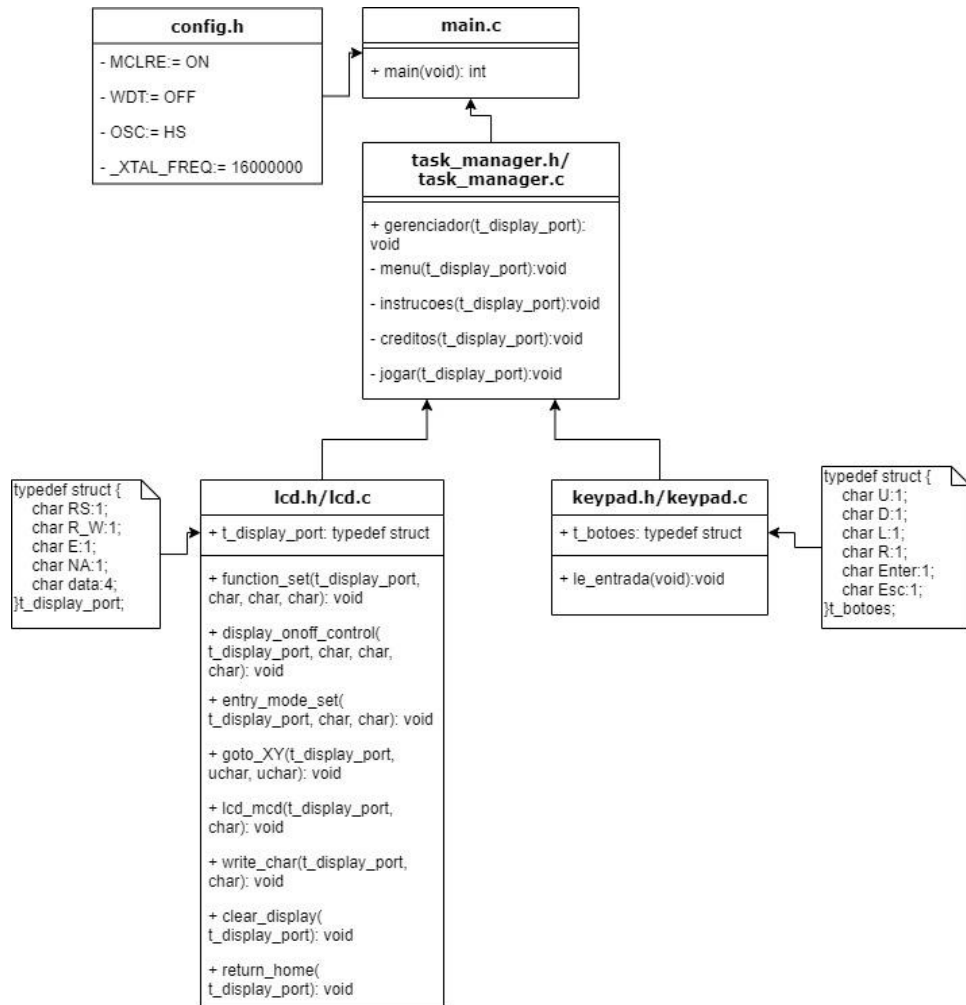 config.h
- MCLRE:= ON
- WDT:= OFF
- OSC:= HS
- _XTAL_FREQ:= 16000000
main.c
+ main(void): int
task_manager.h/
task_manager.c
+ gerenciador(t_display_port):
void
- menu(t_display_port):void
- instrucoes(t_display_port):void
- creditos(t_display_port):void
- jogar(t_display_port):void
typedef struct {
char RS:1;
char R_W:1;
char E:1;
char NA:1;
char data:4;
}t_display_port;
lcd.h/lcd.c
+ t_display_port: typedef struct
+ function_set(t_display_port,
char, char, char): void
+ display_onoff_control(
t_display_port, char, char,
char): void
+ entry_mode_set(
t_display_port, char, char): void
+ goto_XY(t_display_port,
uchar, uchar): void
+ lcd_mcd(t_display_port,
char): void
+ write_char(t_display_port,
char): void
+ clear_display(
t_display_port): void
+ return_home(
t_display_port): void
keypad.h/keypad.c
+ t_botoes: typedef struct
+ le_entrada(void):void
typedef struct {
char U:1;
char D:1;
char L:1;
char R:1;
char Enter:1;
char Esc:1;
}t_botoes;